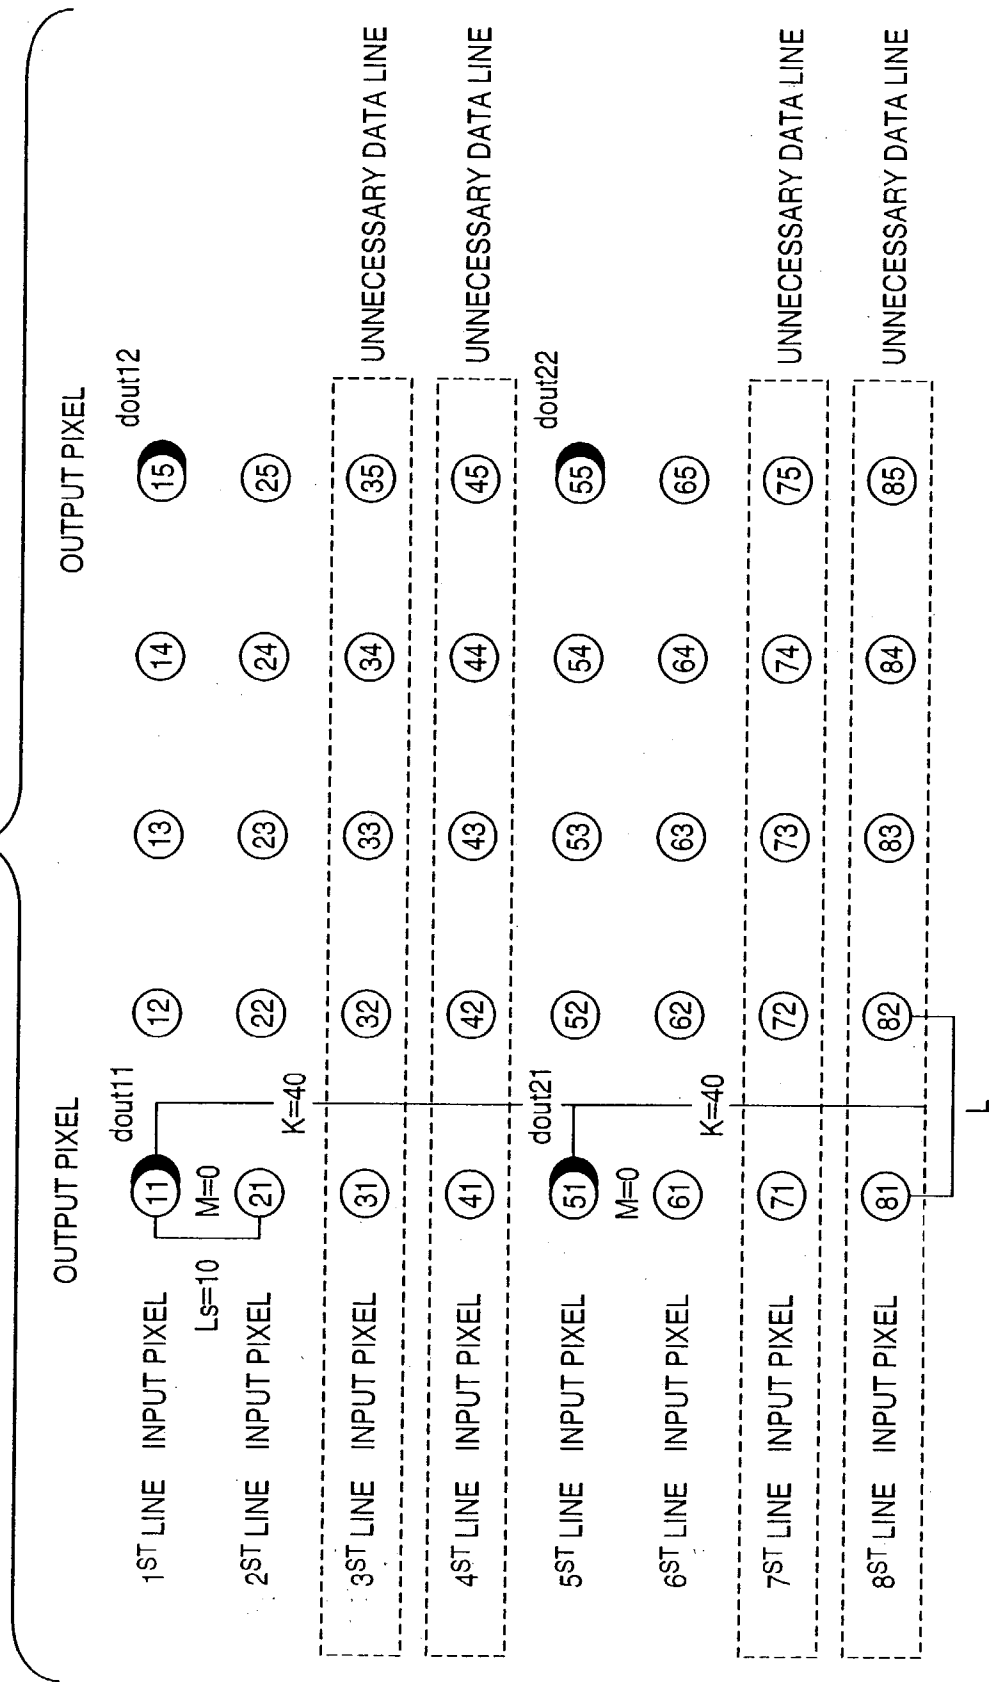 OUTPUT PIXEL OUTPUT PIXEL
dout11 dout12
1ST LINE INPUT PIXEL 11 12 13 14 15
Ls=10 M=0
2ST LINE INPUT PIXEL 21 22 23 24 25
K=40
3ST LINE INPUT PIXEL 31 32 33 34 35 UNNECESSARY DATA LINE
4ST LINE INPUT PIXEL 41 42 43 44 45 UNNECESSARY DATA LINE
dout21 dout22
5ST LINE INPUT PIXEL 51 52 53 54 55
M=0
6ST LINE INPUT PIXEL 61 62 63 64 65
K=40
7ST LINE INPUT PIXEL 71 72 73 74 75 UNNECESSARY DATA LINE
8ST LINE INPUT PIXEL 81 82 83 84 85 UNNECESSARY DATA LINE
L